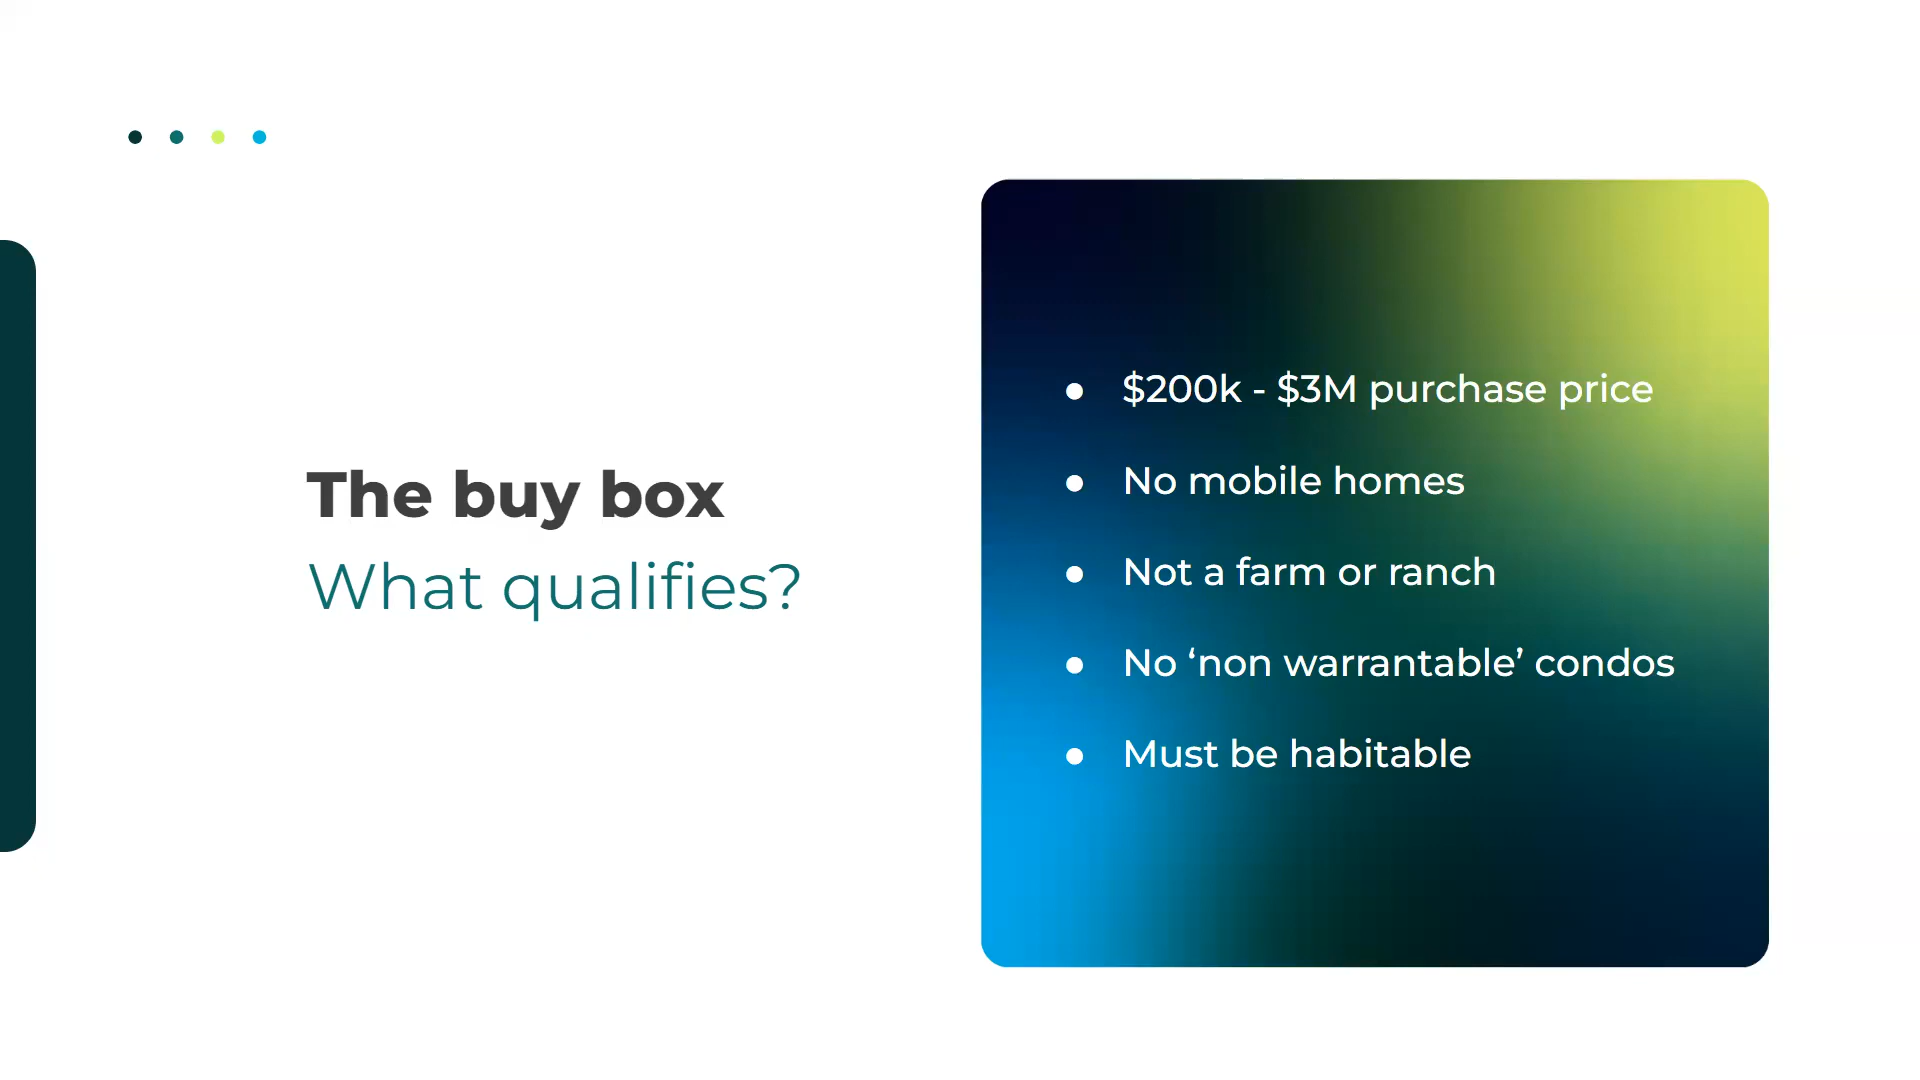 The buy box
What qualifies?
● $200k - $3M purchase price
● No mobile homes
● Not a farm or ranch
● No ‘non warrantable’ condos
● Must be habitable